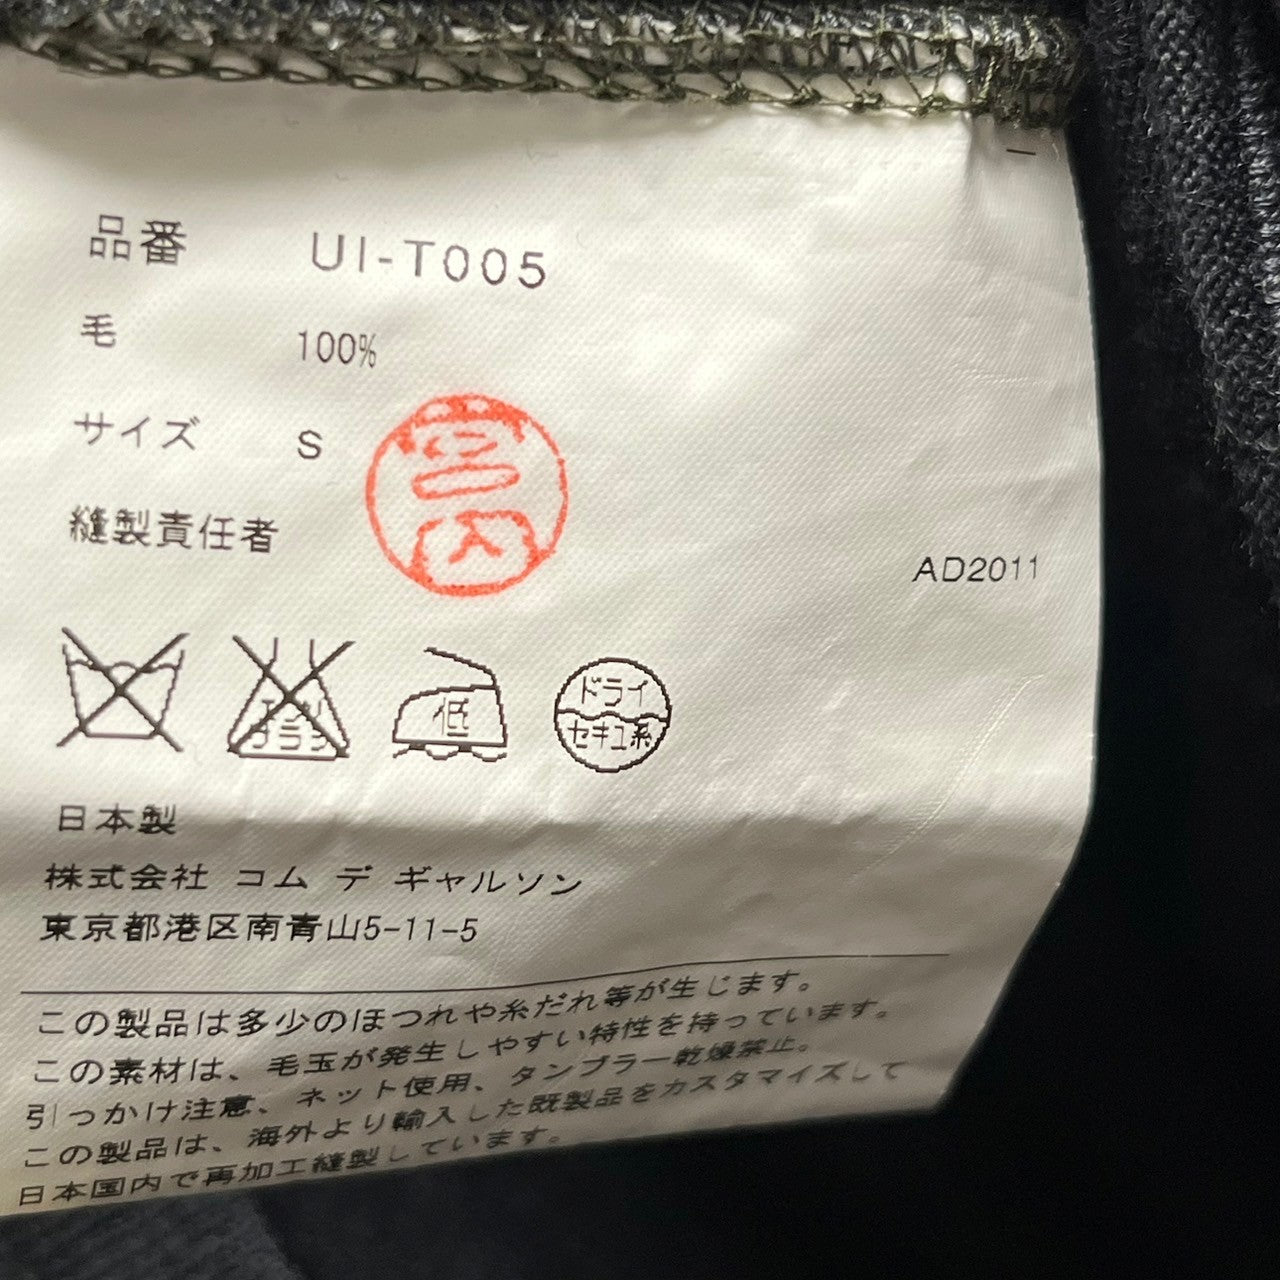 品番 UI-T005
毛 100%
サイズ S
縫製責任者
AD2011
低
ドライ
セキユ系
日本製
株式会社 コム デ ギャルソン
東京都港区南青山5-11-5
この製品は多少のほつれや糸だれ等が生じます。
この素材は、毛玉が発生しやすい特性を持っています。
引っかけ注意、ネット使用、タンブラー乾燥禁止。
この製品は、海外より輸入した既製品をカスタマイズして
日本国内で再加工縫製しています。